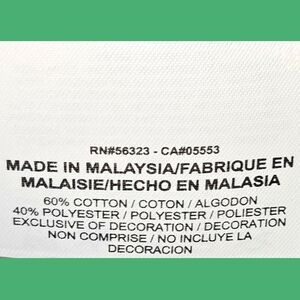 RN#56323 - CA#05553
MADE IN MALAYSIA/FABRIQUE EN
MALAISIE/HECHO EN MALASIA
60% COTTON / COTON / ALGODON
40% POLYESTER / POLYESTER / POLIESTER
EXCLUSIVE OF DECORATION / DECORATION
NON COMPRISE / NO INCLUYE LA
DECORACION